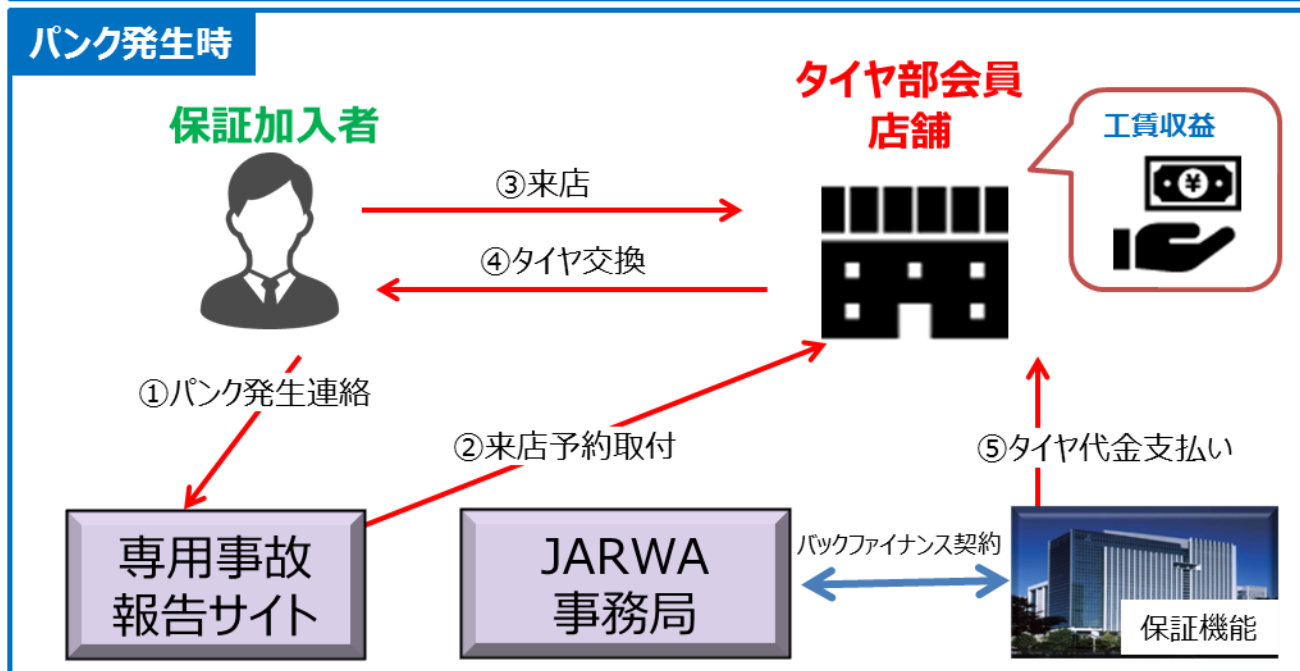 パンク発生時
保証加入者
タイヤ部会員
店舗
工賃収益
¥
③来店
④タイヤ交換
①パンク発生連絡
②来店予約取付
⑤タイヤ代金支払い
専用事故
報告サイト
JARWA
事務局
バックファイナンス契約
保証機能